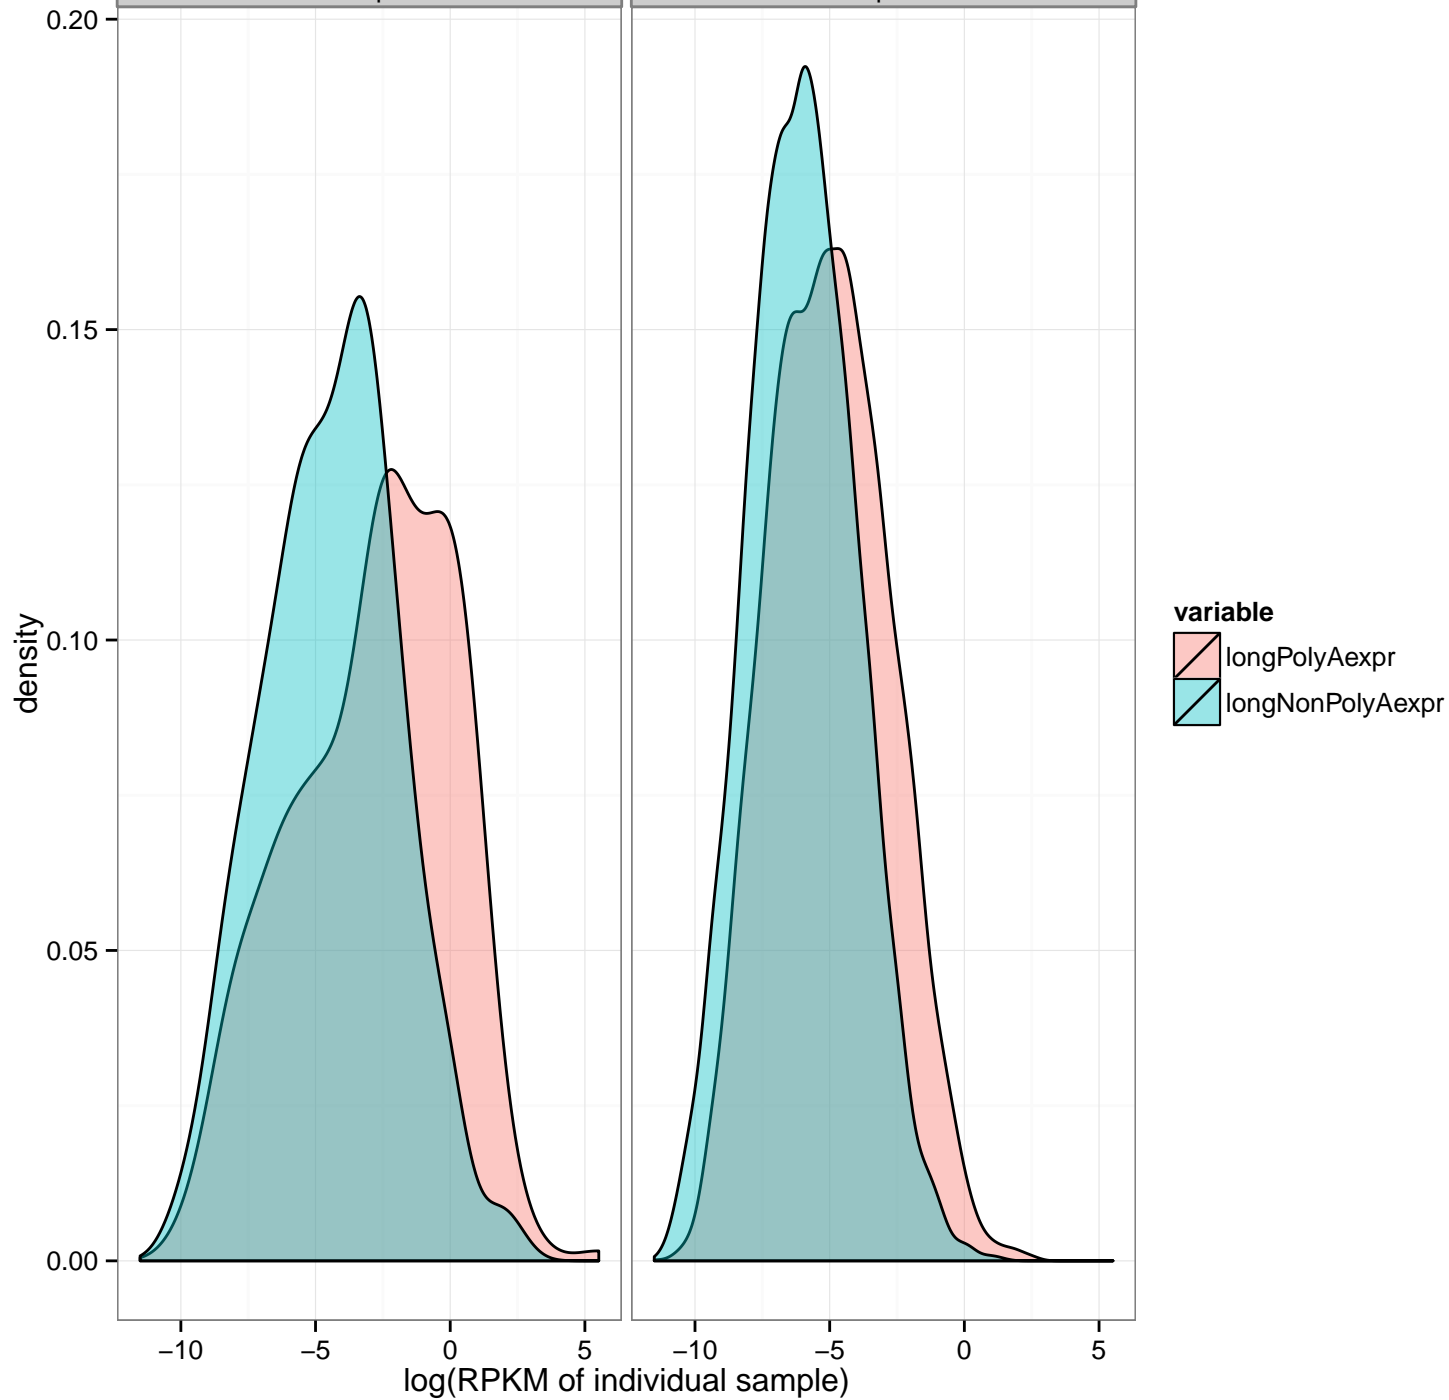 0.20
0.15
0.10
0.05
0.00
density
−10 −5 0 5
−10 −5 0 5
log(RPKM of individual sample)
variable
longPolyAexpr
longNonPolyAexpr